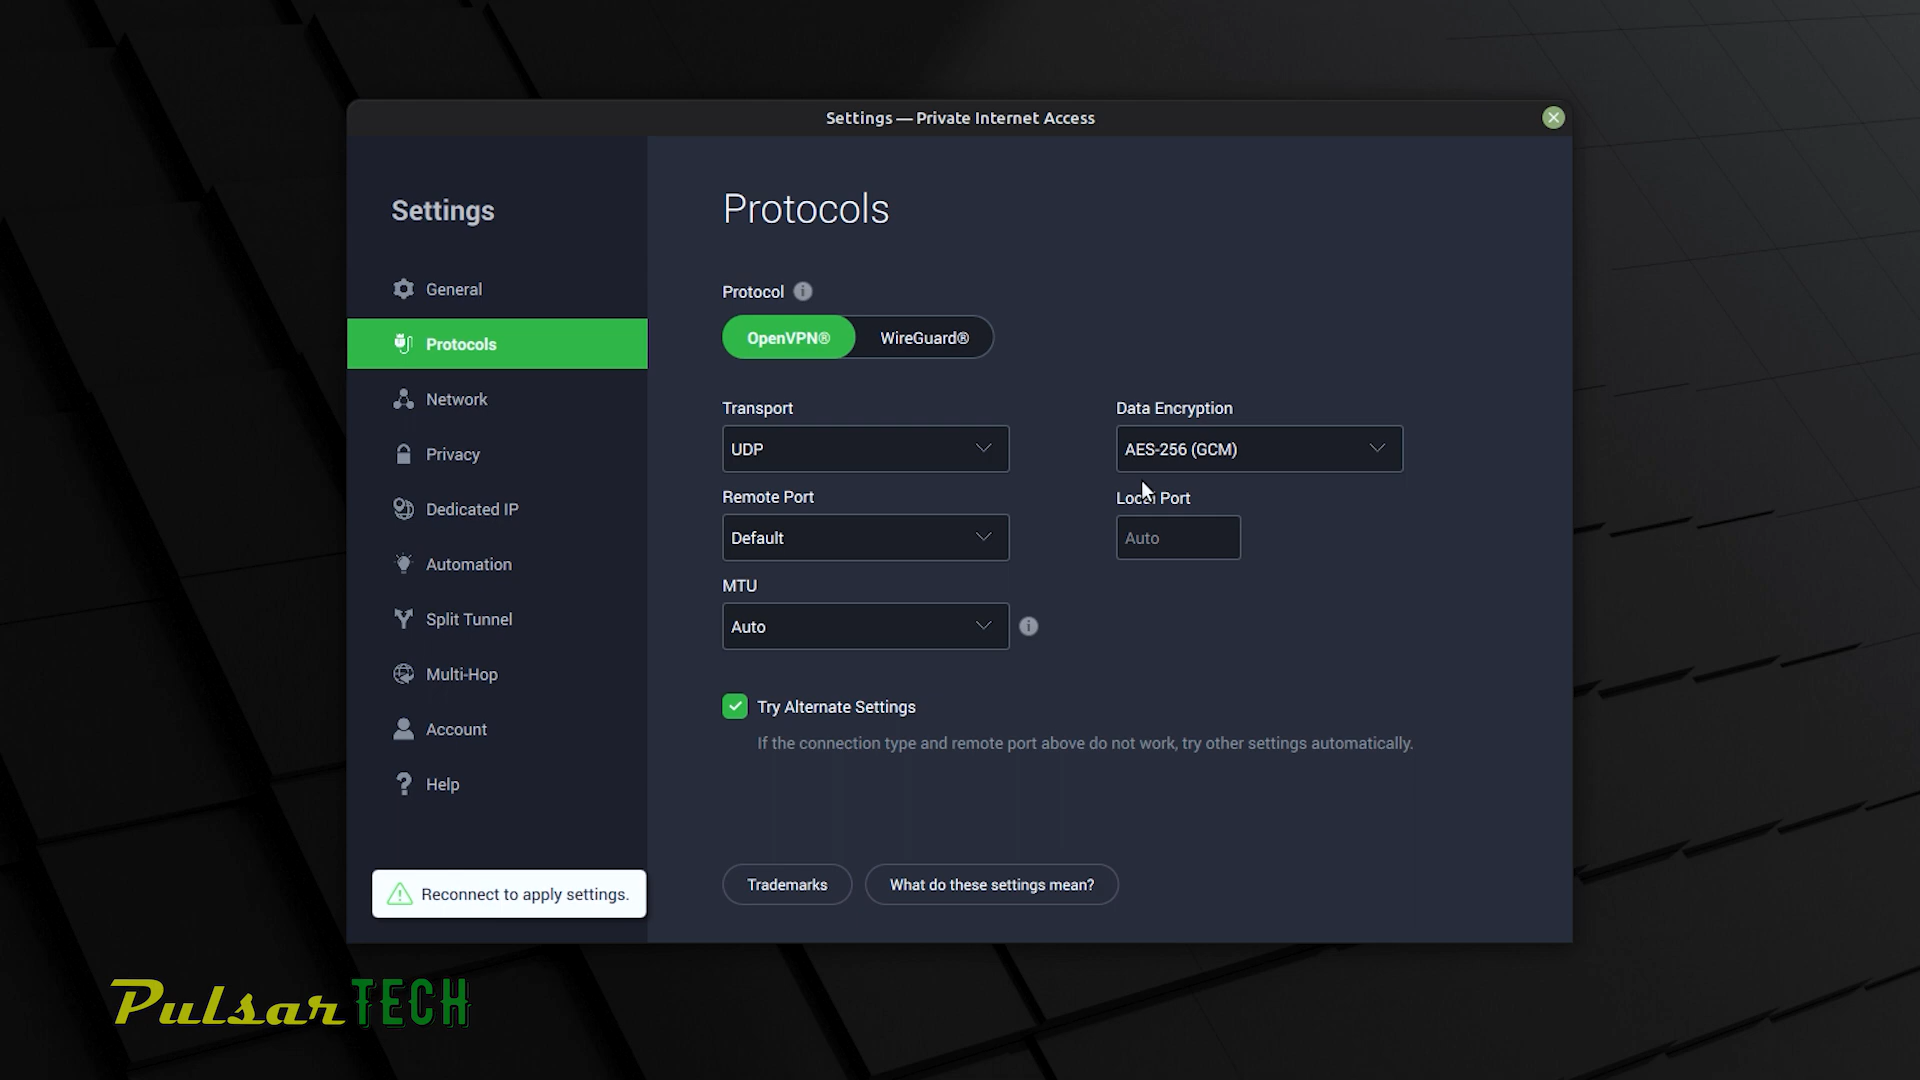 Settings — Private Internet Access
Settings
General
Protocols
Network
Privacy
Dedicated IP
Automation
Split Tunnel
Multi-Hop
Account
Help
Reconnect to apply settings.
Protocols
Protocol
OpenVPN®
WireGuard®
Transport
UDP
Data Encryption
AES-256 (GCM)
Remote Port
Default
Local Port
Auto
MTU
Auto
Try Alternate Settings
If the connection type and remote port above do not work, try other settings automatically.
Trademarks
What do these settings mean?
Pulsar TECH